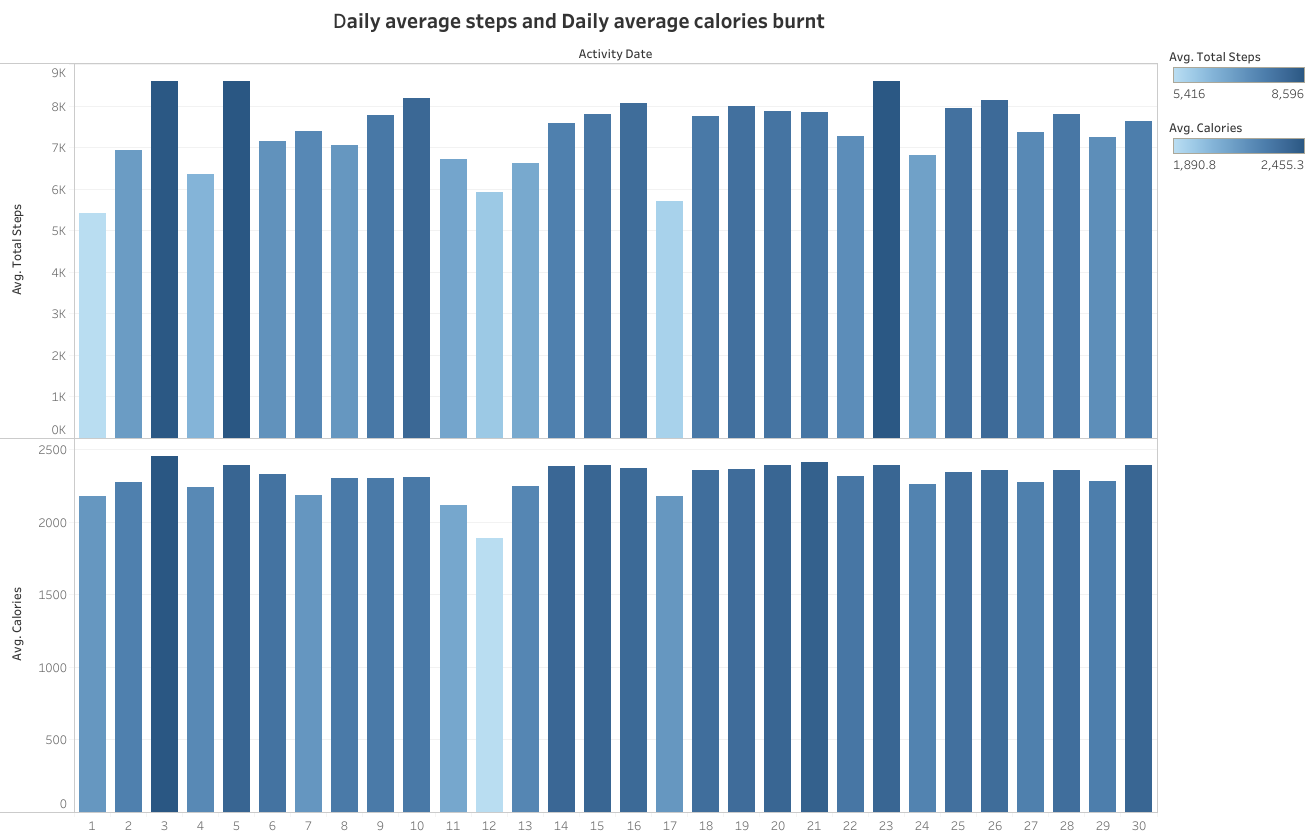 Daily average steps and Daily average calories burnt
Activity Date
Avg. Total Steps
9K
8K
7K
6K
5K
4K
3K
2K
1K
0K
Avg. Calories
2500
2000
1500
1000
500
0
1 2 3 4 5 6 7 8 9 10 11 12 13 14 15 16 17 18 19 20 21 22 23 24 25 26 27 28 29 30
Avg. Total Steps
5,416 8,596
Avg. Calories
1,890.8 2,455.3